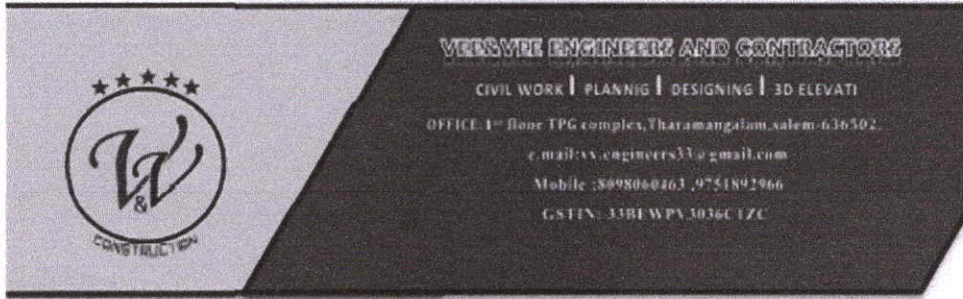 V&V
CONSTRUCTION
VEE&VEE ENGINEERS AND CONTRACTORS
CIVIL WORK | PLANNIG | DESIGNING | 3D ELEVATI
OFFICE:1st floor TPG complex,Tharamangalam,salem-636502.
e.mail:vv.engineers33@gmail.com
Mobile :8098060463 ,9751892966
GSTIN: 33BFWPV3036C1ZC